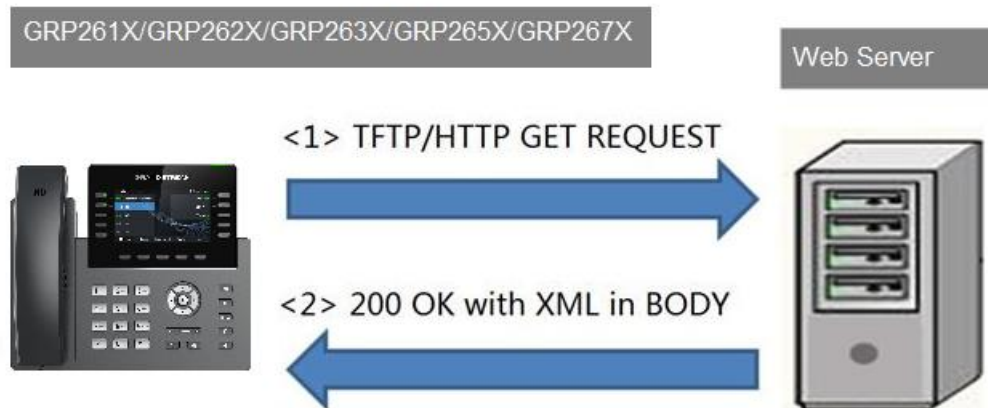 GRP261X/GRP262X/GRP263X/GRP265X/GRP267X
Web Server
<1> TFTP/HTTP GET REQUEST
<2> 200 OK with XML in BODY